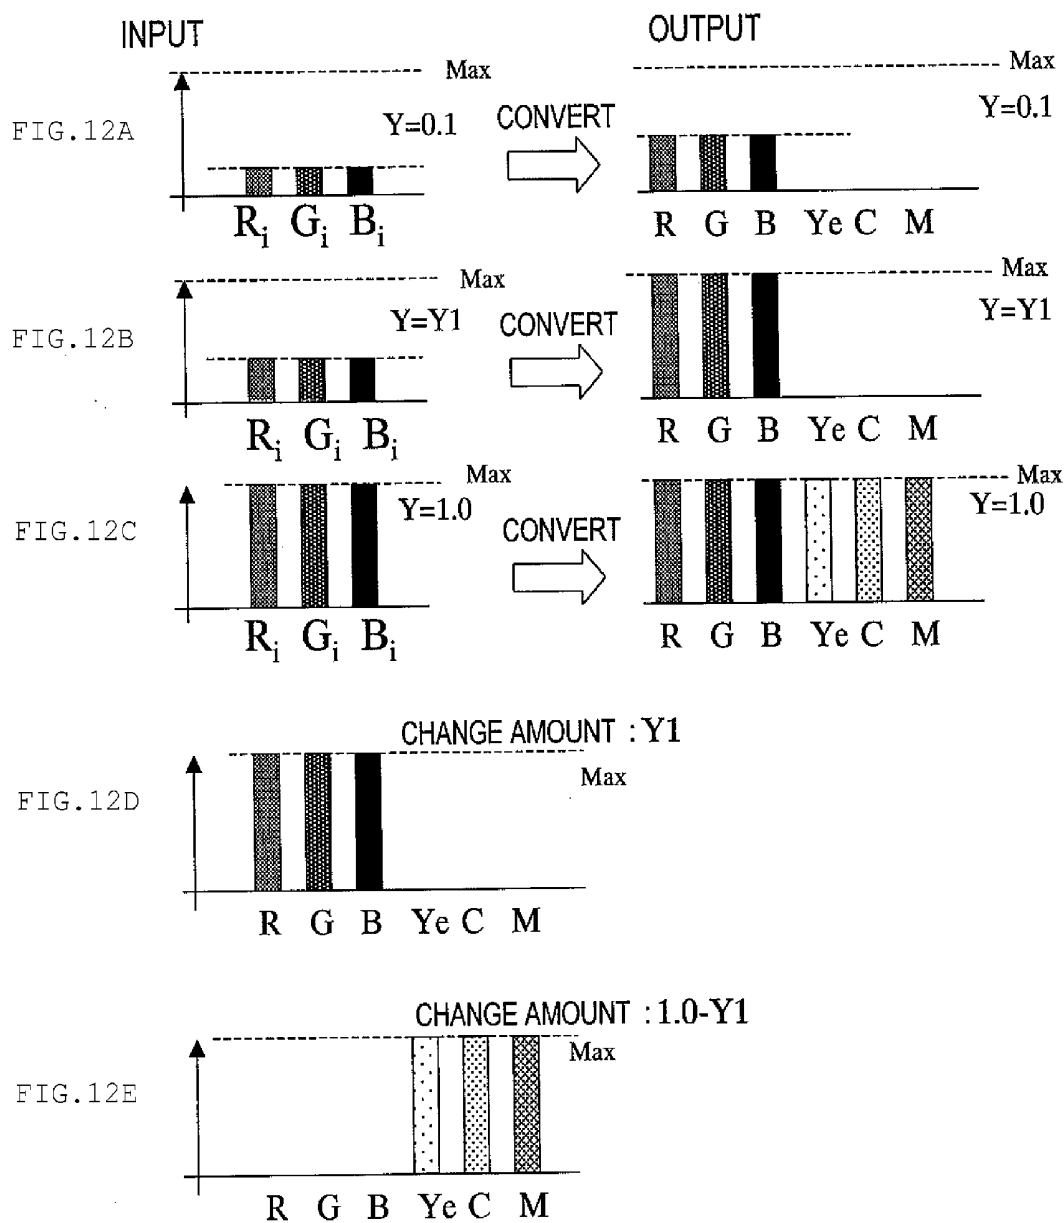 INPUT OUTPUT
Max Max
FIG.12A Y=0.1 CONVERT Y=0.1
Ri Gi Bi R G B Ye C M
Max Max
FIG.12B Y=Y1 CONVERT Y=Y1
Ri Gi Bi R G B Ye C M
Max Max
FIG.12C Y=1.0 CONVERT Y=1.0
Ri Gi Bi R G B Ye C M
CHANGE AMOUNT : Y1
Max
FIG.12D
R G B Ye C M
CHANGE AMOUNT : 1.0-Y1
Max
FIG.12E
R G B Ye C M